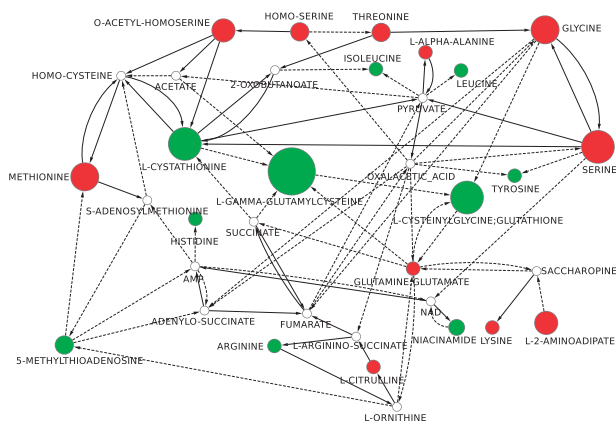 HOMO-SERINE
THREONINE
O-ACETYL-HOMOSERINE
GLYCINE
L-ALPHA-ALANINE
ISOLEUCINE
HOMO-CYSTEINE
ACETATE
2-OXOBUTANOATE
LEUCINE
PYRUVATE
L-CYSTATHIONINE
SERINE
METHIONINE
OXALACETIC_ACID
TYROSINE
S-ADENOSYLMETHIONINE
L-GAMMA-GLUTAMYLCYSTEINE
L-CYSTEINYLGLYCINE;GLUTATHIONE
SUCCINATE
HISTIDINE
AMP
GLUTAMINE;GLUTAMATE
SACCHAROPINE
NAD
ADENYLO-SUCCINATE
FUMARATE
ARGININE
L-ARGININO-SUCCINATE
NIACINAMIDE
LYSINE
L-2-AMINOADIPATE
5-METHYLTHIOADENOSINE
L-CITRULLINE
L-ORNITHINE